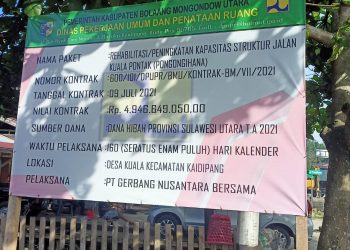 PEMERINTAH KABUPATEN BOLAANG MONGONDOW UTARA
DINAS PEKERJAAN UMUM DAN PENATAAN RUANG
NAMA PAKET : REHABILITASI/PENINGKATAN KAPASITAS STRUKTUR JALAN
KUALA PONTAK (PONGONGIHANA)
NOMOR KONTRAK : 600/01/DPUPR/BMU/KONTRAK-BM/VII/2021
TANGGAL KONTRAK : 09 JULI 2021
NILAI KONTRAK : Rp. 4.946.649.050,00
SUMBER DANA : DANA HIBAH PROVINSI SULAWESI UTARA T.A 2021
WAKTU PELAKSANA : 160 (SERATUS ENAM PULUH) HARI KALENDER
LOKASI : DESA KUALA KECAMATAN KAIDIPANG
PELAKSANA : PT GERBANG NUSANTARA BERSAMA